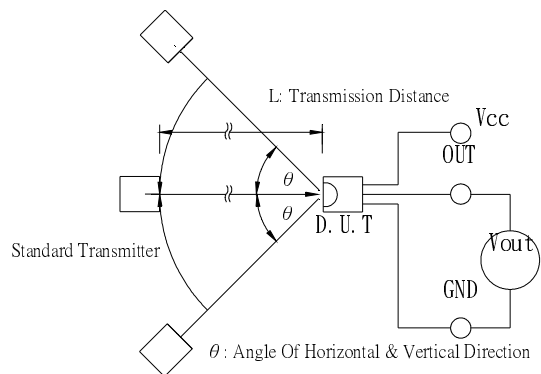 L: Transmission Distance
Vcc
OUT
θ
θ
D. U. T
Vout
Standard Transmitter
GND
θ : Angle Of Horizontal & Vertical Direction